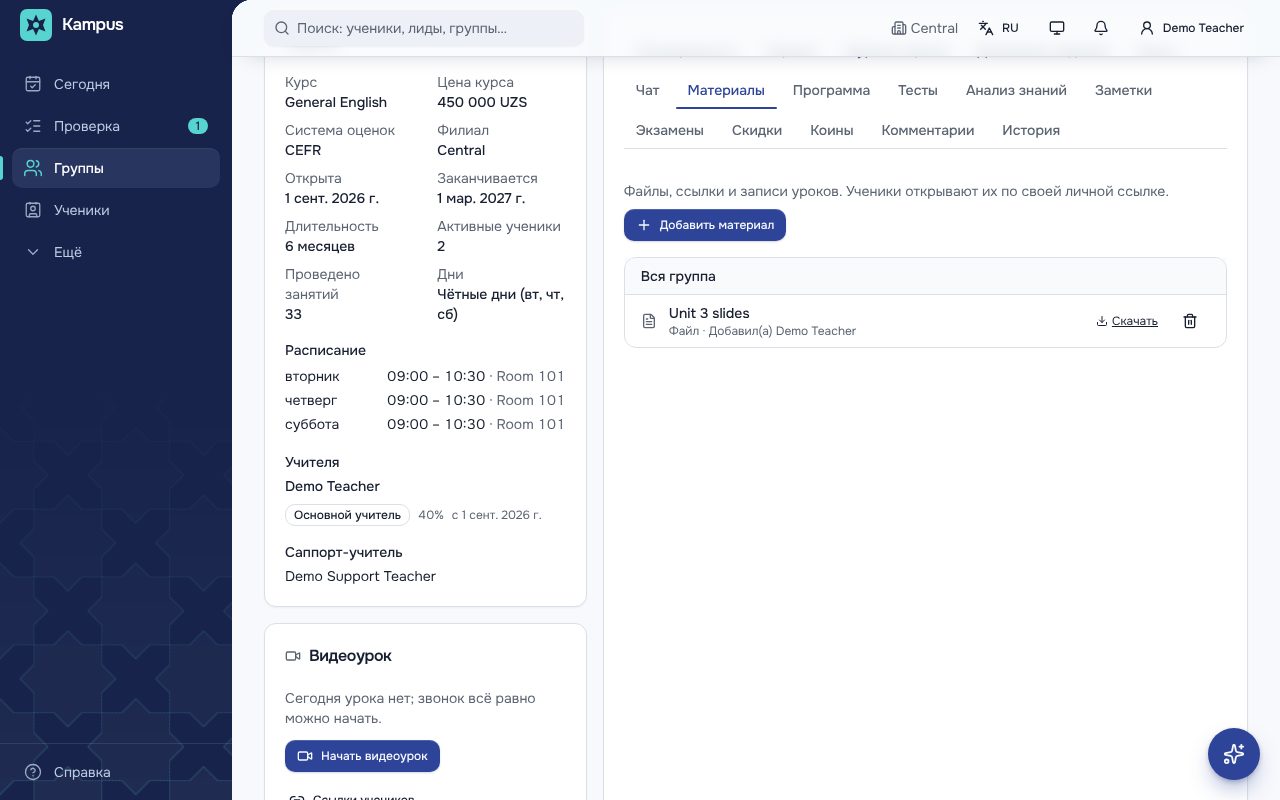 Kampus
Поиск: ученики, лиды, группы...
Central
RU
Demo Teacher
Сегодня
Проверка
1
Группы
Ученики
Ещё
Справка
Курс
General English
Цена курса
450 000 UZS
Система оценок
CEFR
Филиал
Central
Открыта
1 сент. 2026 г.
Заканчивается
1 мар. 2027 г.
Длительность
6 месяцев
Активные ученики
2
Проведено
занятий
33
Дни
Чётные дни (вт, чт,
сб)
Расписание
вторник 09:00 – 10:30 · Room 101
четверг 09:00 – 10:30 · Room 101
суббота 09:00 – 10:30 · Room 101
Учителя
Demo Teacher
Основной учитель 40% с 1 сент. 2026 г.
Саппорт-учитель
Demo Support Teacher
Видеоурок
Сегодня урока нет; звонок всё равно
можно начать.
Начать видеоурок
Ссылки учеников
Чат Материалы Программа Тесты Анализ знаний Заметки
Экзамены Скидки Коины Комментарии История
Файлы, ссылки и записи уроков. Ученики открывают их по своей личной ссылке.
Добавить материал
Вся группа
Unit 3 slides
Файл · Добавил(а) Demo Teacher
Скачать